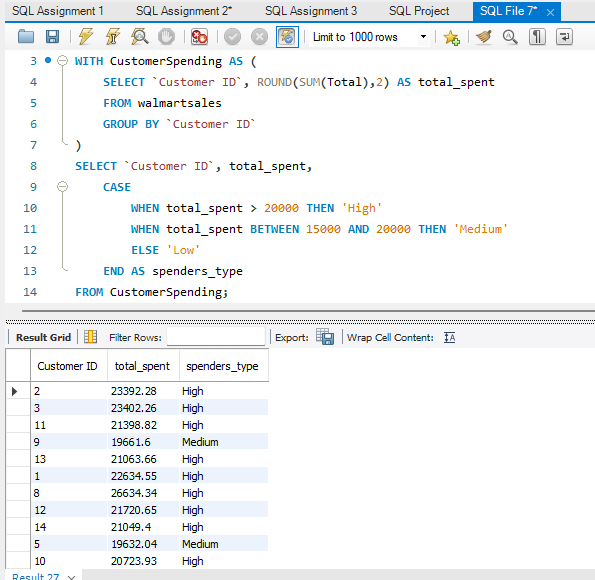 SQL Assignment 1 SQL Assignment 2* SQL Assignment 3 SQL Project SQL File 7* ×
Limit to 1000 rows
3 WITH CustomerSpending AS (
4 SELECT `Customer ID`, ROUND(SUM(Total),2) AS total_spent
5 FROM walmartsales
6 GROUP BY `Customer ID`
7 )
8 SELECT `Customer ID`, total_spent,
9 CASE
10 WHEN total_spent > 20000 THEN 'High'
11 WHEN total_spent BETWEEN 15000 AND 20000 THEN 'Medium'
12 ELSE 'Low'
13 END AS spenders_type
14 FROM CustomerSpending;
Result Grid Filter Rows: Export: Wrap Cell Content: IA
Customer ID total_spent spenders_type
2 23392.28 High
3 23402.26 High
11 21398.82 High
9 19661.6 Medium
13 21063.66 High
1 22634.55 High
8 26634.34 High
12 21720.65 High
14 21049.4 High
5 19632.04 Medium
10 20723.93 High
Result 27 ×